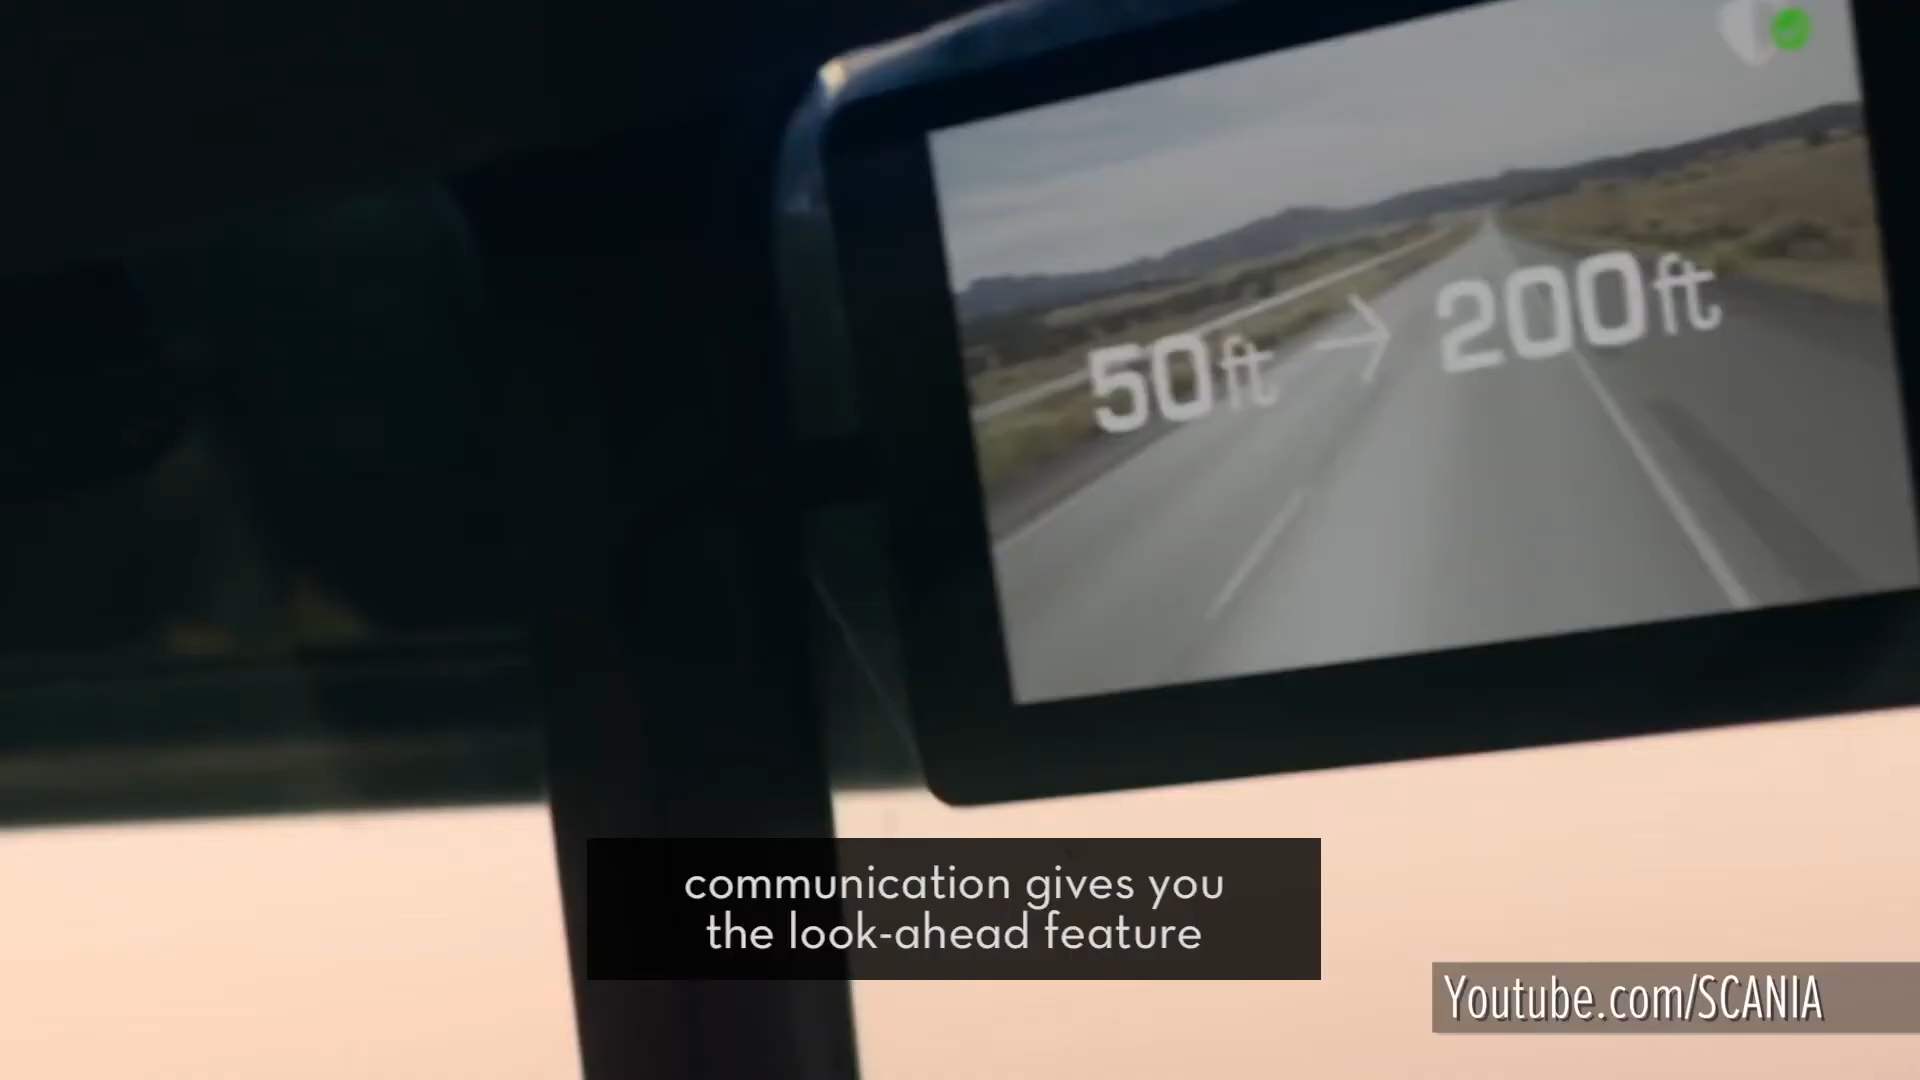 50ft → 200ft
communication gives you
the look-ahead feature
Youtube.com/SCANIA